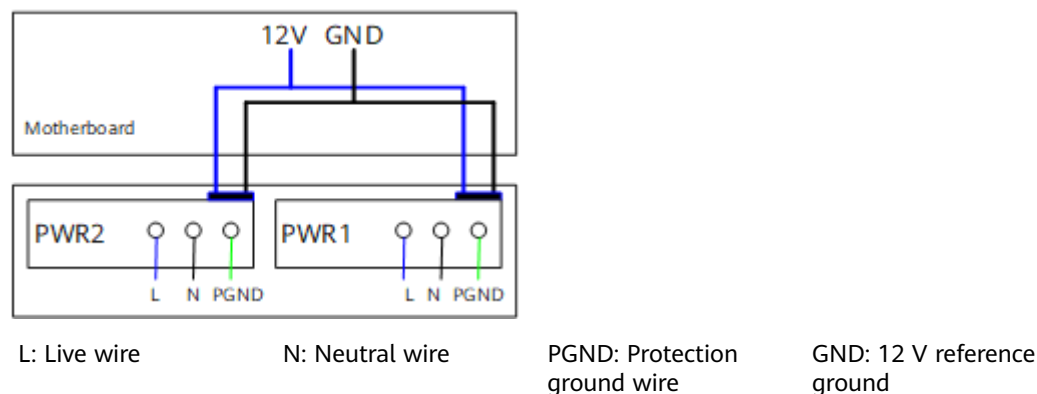 12V GND
Motherboard
PWR2
PWR1
L N PGND
L N PGND
L: Live wire
N: Neutral wire
PGND: Protection
ground wire
GND: 12 V reference
ground